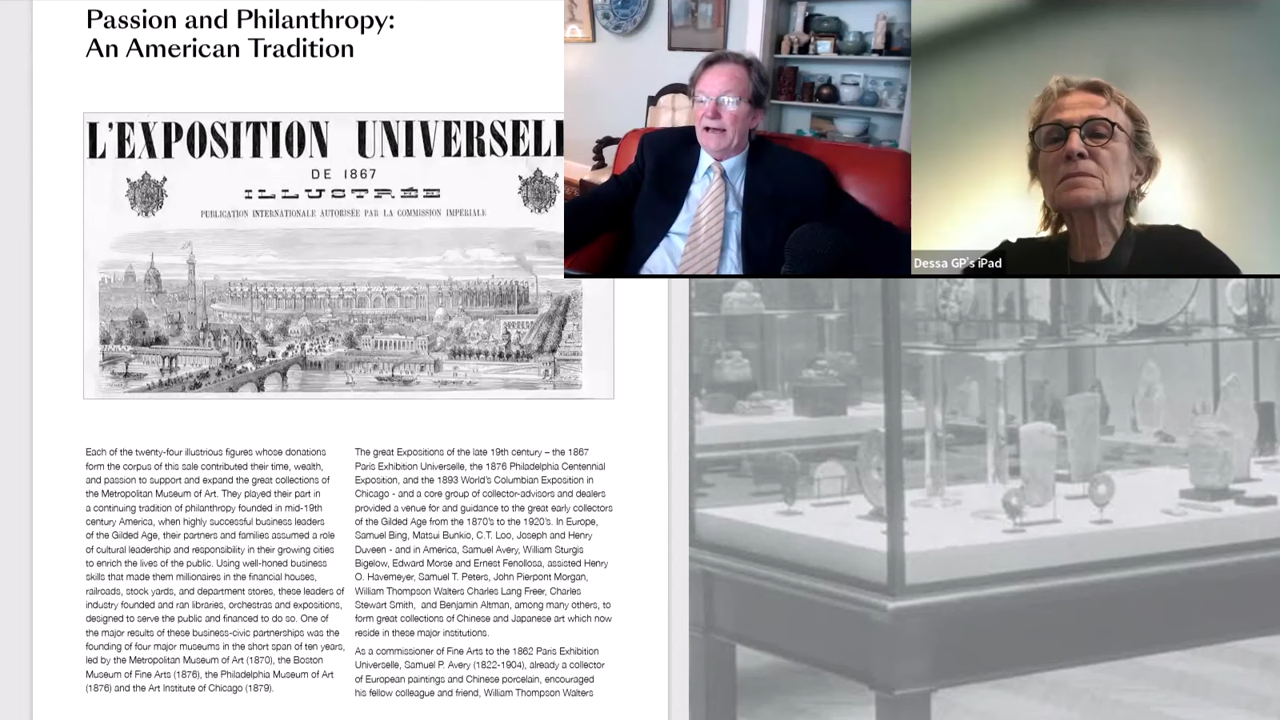 Passion and Philanthropy:
An American Tradition
L'EXPOSITION UNIVERSELL
DE 1867
ILLUSTRÉE
PUBLICATION INTERNATIONALE AUTORISÉE PAR LA COMMISSION IMPÉRIALE
Dessa GP's iPad
Each of the twenty-four illustrious figures whose donations
form the corpus of this sale contributed their time, wealth,
and passion to support and expand the great collections of
the Metropolitan Museum of Art. They played their part in
a continuing tradition of philanthropy founded in mid-19th
century America, when highly successful business leaders
of the Gilded Age, their partners and families assumed a role
of cultural leadership and responsibility in their growing cities
to enrich the lives of the public. Using well-honed business
skills that made them millionaires in the financial houses,
railroads, stock yards, and department stores, these leaders of
industry founded and ran libraries, orchestras and expositions,
designed to serve the public and financed to do so. One of
the major results of these business-civic partnerships was the
founding of four major museums in the short span of ten years,
led by the Metropolitan Museum of Art (1870), the Boston
Museum of Fine Arts (1876), the Philadelphia Museum of Art
(1876) and the Art Institute of Chicago (1879).
The great Expositions of the late 19th century – the 1867
Paris Exhibition Universelle, the 1876 Philadelphia Centennial
Exposition, and the 1893 World's Columbian Exposition in
Chicago - and a core group of collector-advisors and dealers
provided a venue for and guidance to the great early collectors
of the Gilded Age from the 1870's to the 1920's. In Europe,
Samuel Bing, Matsui Bunkio, C.T. Loo, Joseph and Henry
Duveen - and in America, Samuel Avery, William Sturgis
Bigelow, Edward Morse and Ernest Fenollosa, assisted Henry
O. Havemeyer, Samuel T. Peters, John Pierpont Morgan,
William Thompson Walters Charles Lang Freer, Charles
Stewart Smith, and Benjamin Altman, among many others, to
form great collections of Chinese and Japanese art which now
reside in these major institutions.
As a commissioner of Fine Arts to the 1862 Paris Exhibition
Universelle, Samuel P. Avery (1822-1904), already a collector
of European paintings and Chinese porcelain, encouraged
his fellow colleague and friend, William Thompson Walters